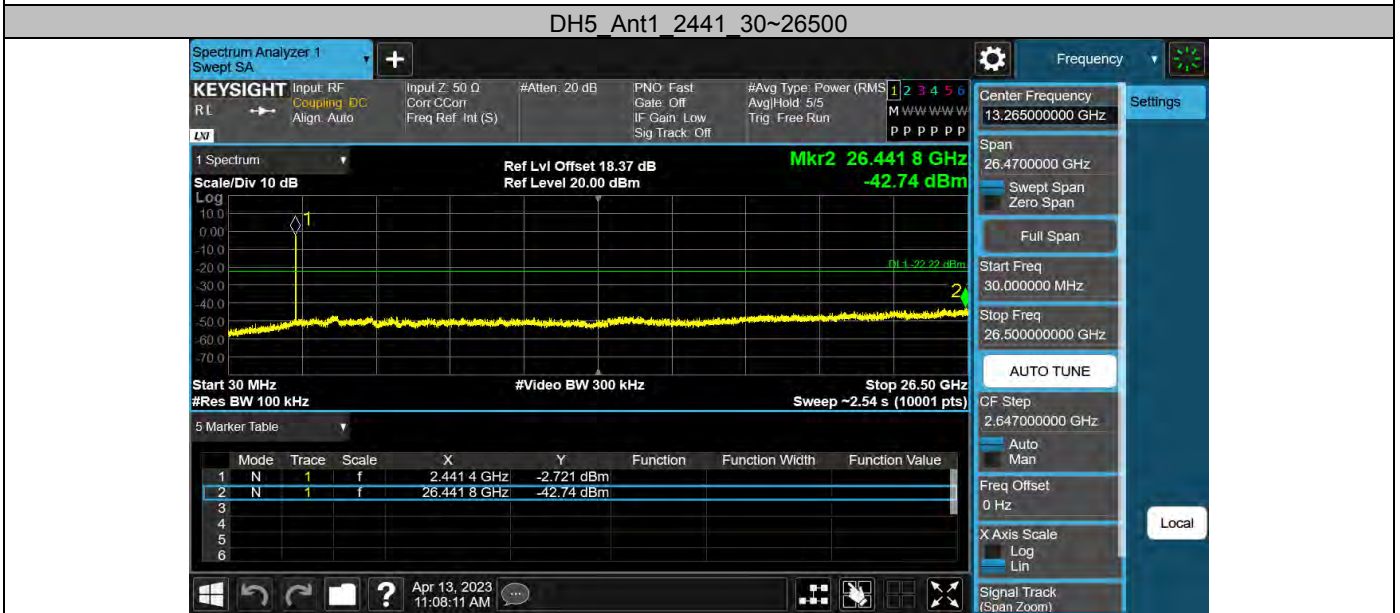 DH5_Ant1_2441_30~26500
Spectrum Analyzer 1
Swept SA
+
Frequency
KEYSIGHT
RL
LXI
Input: RF
Coupling: DC
Align: Auto
Input Z: 50 Ω
Corr CCorr
Freq Ref: Int (S)
#Atten: 20 dB
PNO: Fast
Gate: Off
IF Gain: Low
Sig Track: Off
#Avg Type: Power (RMS
Avg|Hold: 5/5
Trig: Free Run
1 2 3 4 5 6
M W W W W W
P P P P P P
1 Spectrum
Scale/Div 10 dB
Ref Lvl Offset 18.37 dB
Ref Level 20.00 dBm
Mkr2 26.441 8 GHz
-42.74 dBm
Log
10.0
0.00
-10.0
-20.0
-30.0
-40.0
-50.0
-60.0
-70.0
1
DL1 -22.22 dBm
2
Start 30 MHz
#Res BW 100 kHz
#Video BW 300 kHz
Stop 26.50 GHz
Sweep ~2.54 s (10001 pts)
5 Marker Table
Mode Trace Scale X Y Function Function Width Function Value
1 N 1 f 2.441 4 GHz -2.721 dBm
2 N 1 f 26.441 8 GHz -42.74 dBm
3
4
5
6
?
Apr 13, 2023
11:08:11 AM
Center Frequency
13.265000000 GHz
Span
26.4700000 GHz
Swept Span
Zero Span
Full Span
Start Freq
30.000000 MHz
Stop Freq
26.500000000 GHz
AUTO TUNE
CF Step
2.647000000 GHz
Auto
Man
Freq Offset
0 Hz
X Axis Scale
Log
Lin
Signal Track
(Span Zoom)
Settings
Local